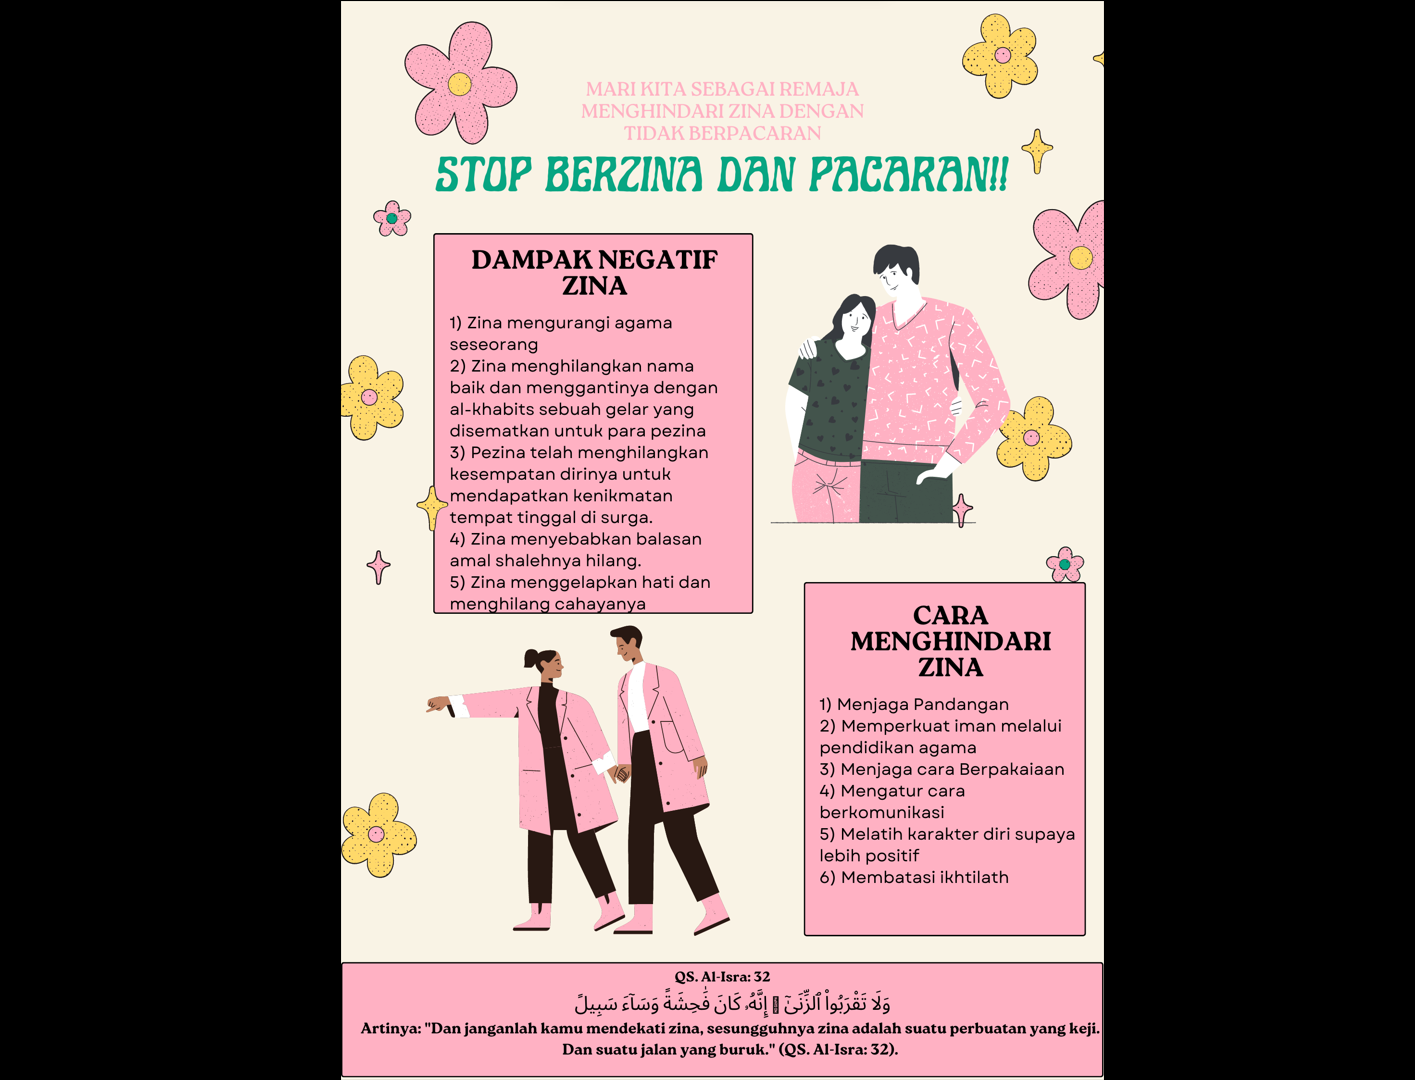 MARI KITA SEBAGAI REMAJA
MENGHINDARI ZINA DENGAN
TIDAK BERPACARAN
STOP BERZINA DAN PACARAN!!
DAMPAK NEGATIF
ZINA
1) Zina mengurangi agama
seseorang
2) Zina menghilangkan nama
baik dan menggantinya dengan
al-khabits sebuah gelar yang
disematkan untuk para pezina
3) Pezina telah menghilangkan
kesempatan dirinya untuk
mendapatkan kenikmatan
tempat tinggal di surga.
4) Zina menyebabkan balasan
amal shalehnya hilang.
5) Zina menggelapkan hati dan
menghilang cahayanya
CARA
MENGHINDARI
ZINA
1) Menjaga Pandangan
2) Memperkuat iman melalui
pendidikan agama
3) Menjaga cara Berpakaiaan
4) Mengatur cara
berkomunikasi
5) Melatih karakter diri supaya
lebih positif
6) Membatasi ikhtilath
QS. Al-Isra: 32
وَلَا تَقْرَبُوا۟ ٱلزِّنَىٰٓ إِنَّهُۥ كَانَ فَٰحِشَةً وَسَآءَ سَبِيلً
Artinya: "Dan janganlah kamu mendekati zina, sesungguhnya zina adalah suatu perbuatan yang keji.
Dan suatu jalan yang buruk." (QS. Al-Isra: 32).